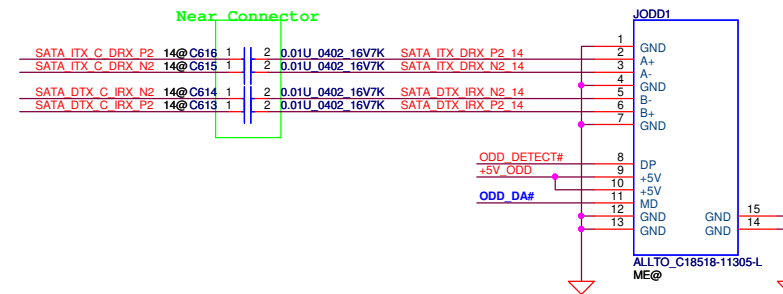 Near Connector
JODD1
SATA_ITX_C_DRX_P2 14@ C616 1 2 0.01U_0402_16V7K SATA_ITX_DRX_P2_14
SATA_ITX_C_DRX_N2 14@ C615 1 2 0.01U_0402_16V7K SATA_ITX_DRX_N2_14
SATA_DTX_C_IRX_N2 14@ C614 1 2 0.01U_0402_16V7K SATA_DTX_IRX_N2_14
SATA_DTX_C_IRX_P2 14@ C613 1 2 0.01U_0402_16V7K SATA_DTX_IRX_P2_14
1 GND
2 A+
3 A-
4 GND
5 B-
6 B+
7 GND
ODD_DETECT# 8 DP
+5V_ODD 9 +5V
10 +5V
ODD_DA# 11 MD
12 GND GND 15
13 GND GND 14
ALLTO_C18518-11305-L
ME@